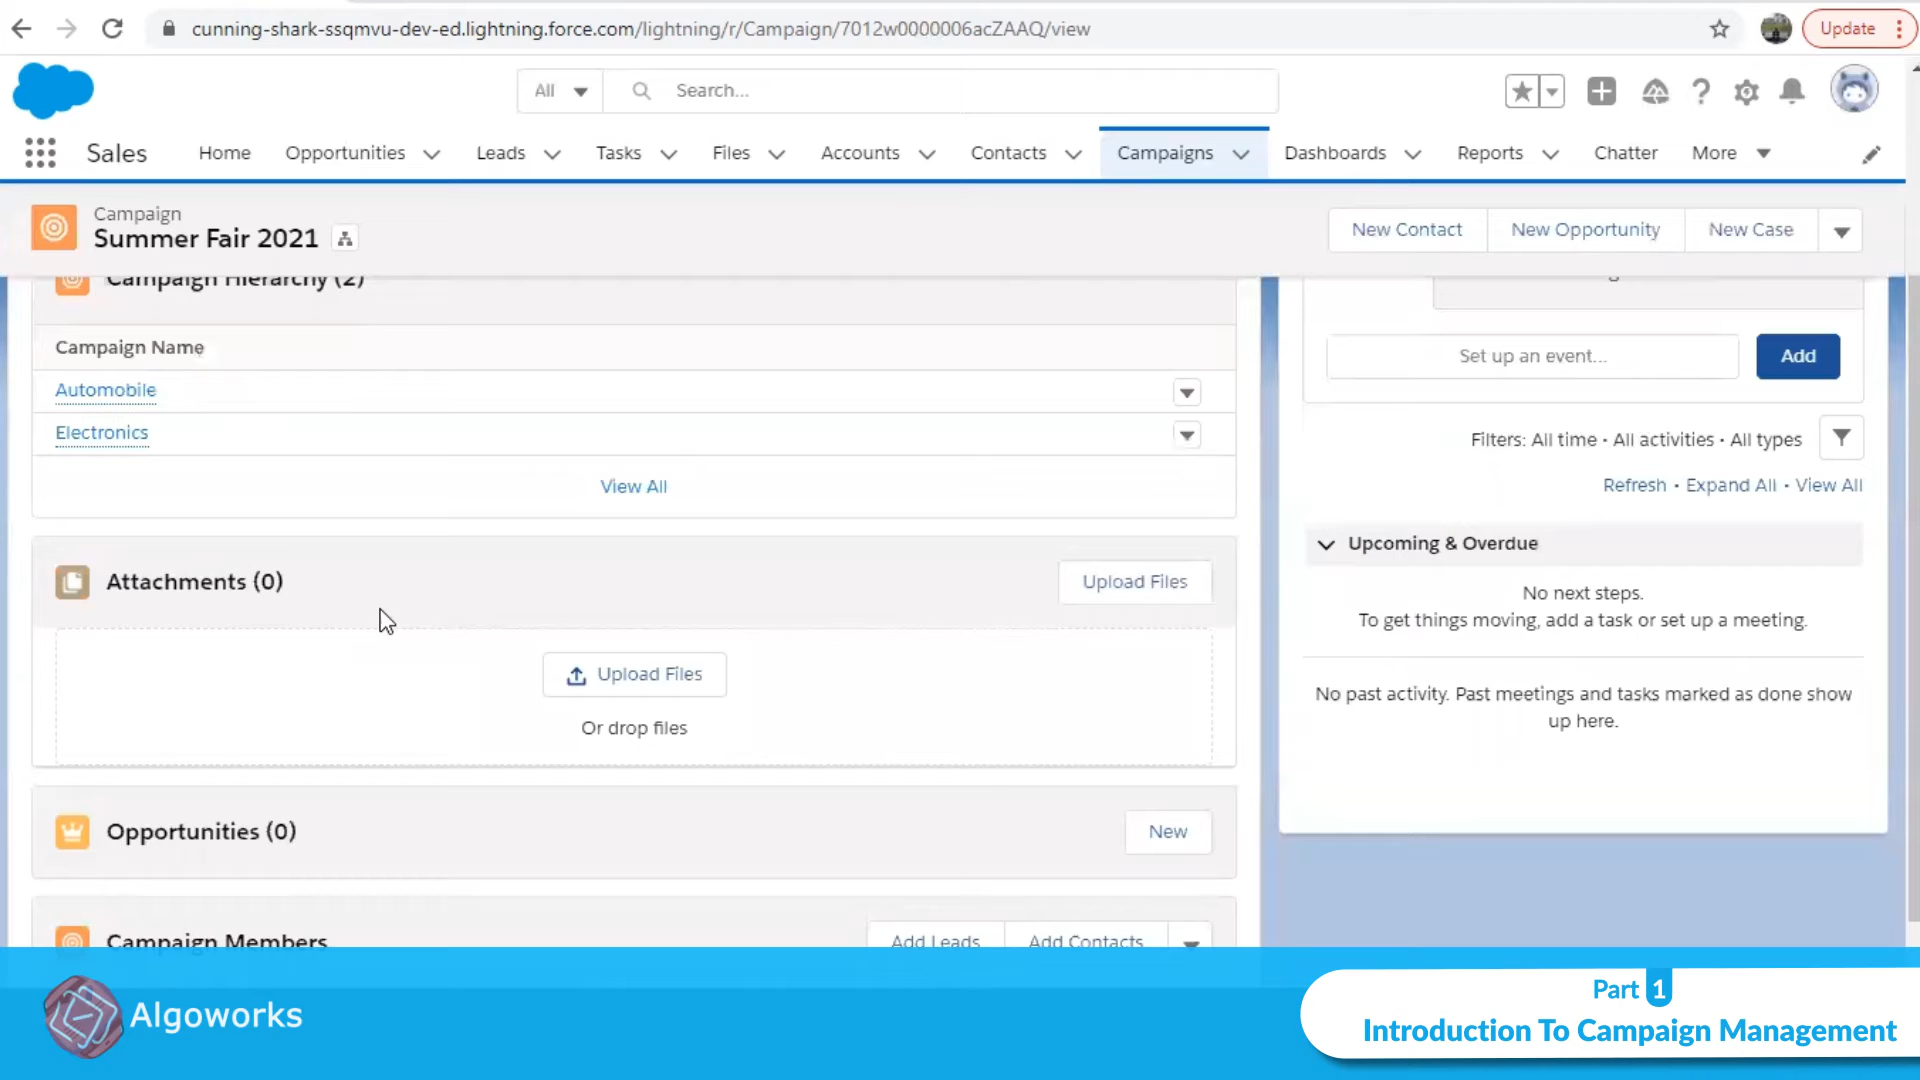 cunning-shark-ssqmvu-dev-ed.lightning.force.com/lightning/r/Campaign/7012w0000006acZAAQ/view
Update
All
Search...
Sales
Home
Opportunities
Leads
Tasks
Files
Accounts
Contacts
Campaigns
Dashboards
Reports
Chatter
More
Campaign
Summer Fair 2021
New Contact
New Opportunity
New Case
Campaign Hierarchy (2)
Campaign Name
Automobile
Electronics
View All
Attachments (0)
Upload Files
Upload Files
Or drop files
Opportunities (0)
New
Campaign Members
Add Leads
Add Contacts
Set up an event...
Add
Filters: All time • All activities • All types
Refresh • Expand All • View All
Upcoming & Overdue
No next steps.
To get things moving, add a task or set up a meeting.
No past activity. Past meetings and tasks marked as done show
up here.
Algoworks
Part 1
Introduction To Campaign Management